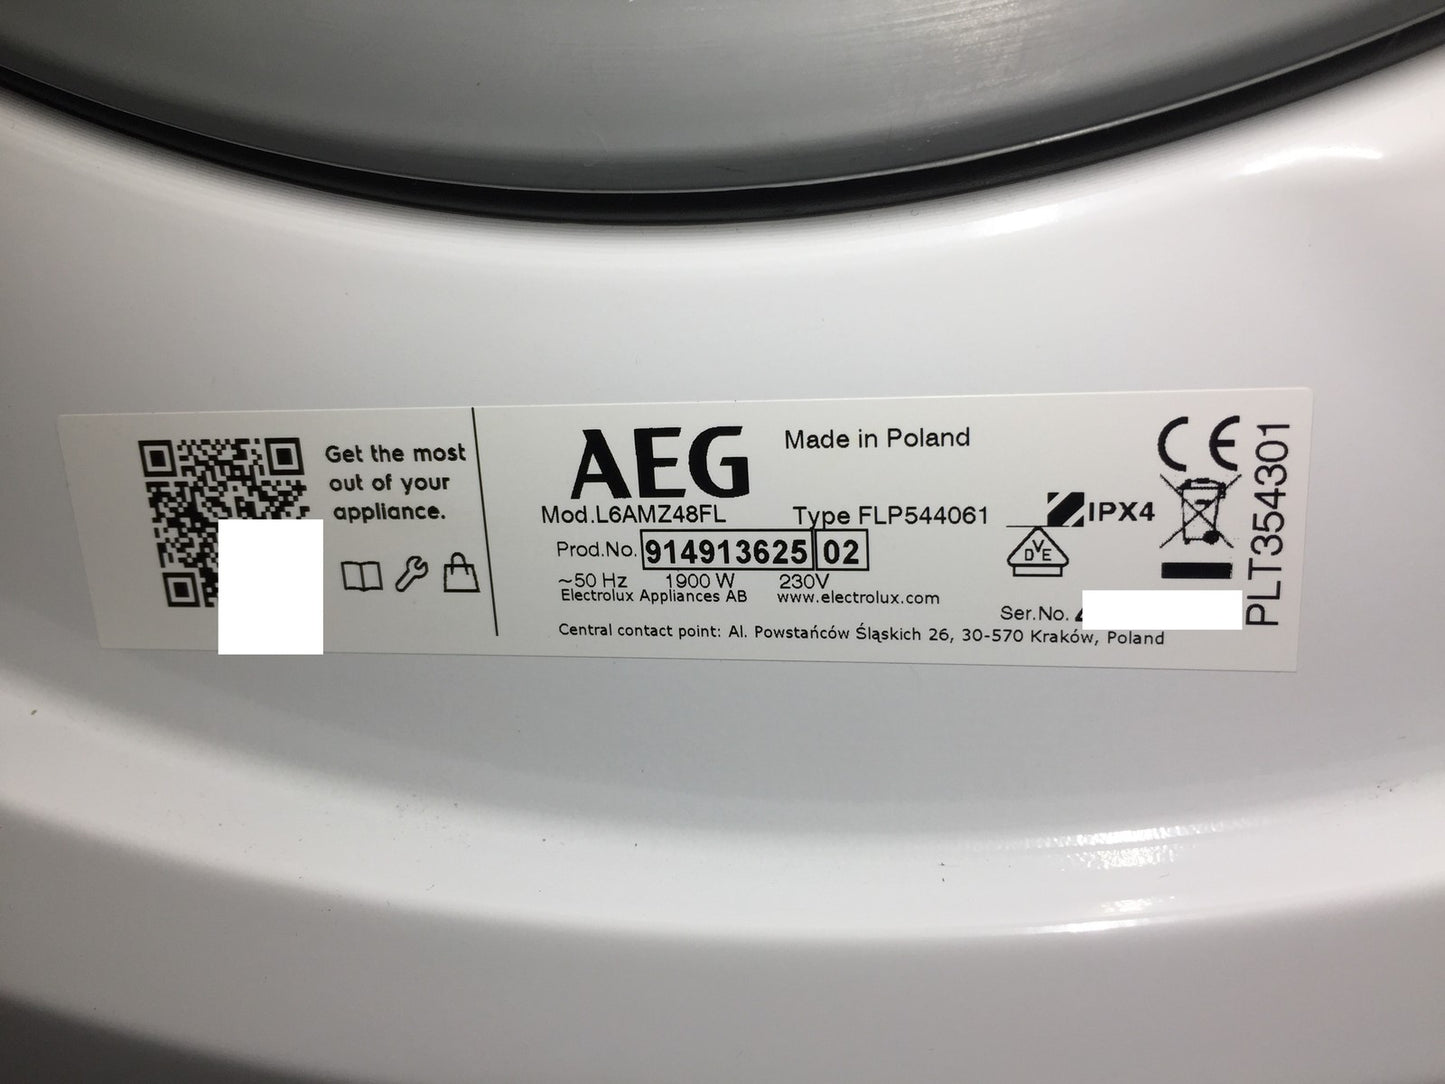 Get the most
out of your
appliance.
AEG
Made in Poland
Mod.L6AMZ48FL
Type FLP544061
Prod.No. 914913625 02
~50 Hz 1900 W 230V
Electrolux Appliances AB www.electrolux.com
Central contact point: Al. Powstańców Śląskich 26, 30-570 Kraków, Poland
DVE
IPX4
CE
Ser.No.
PLT354301